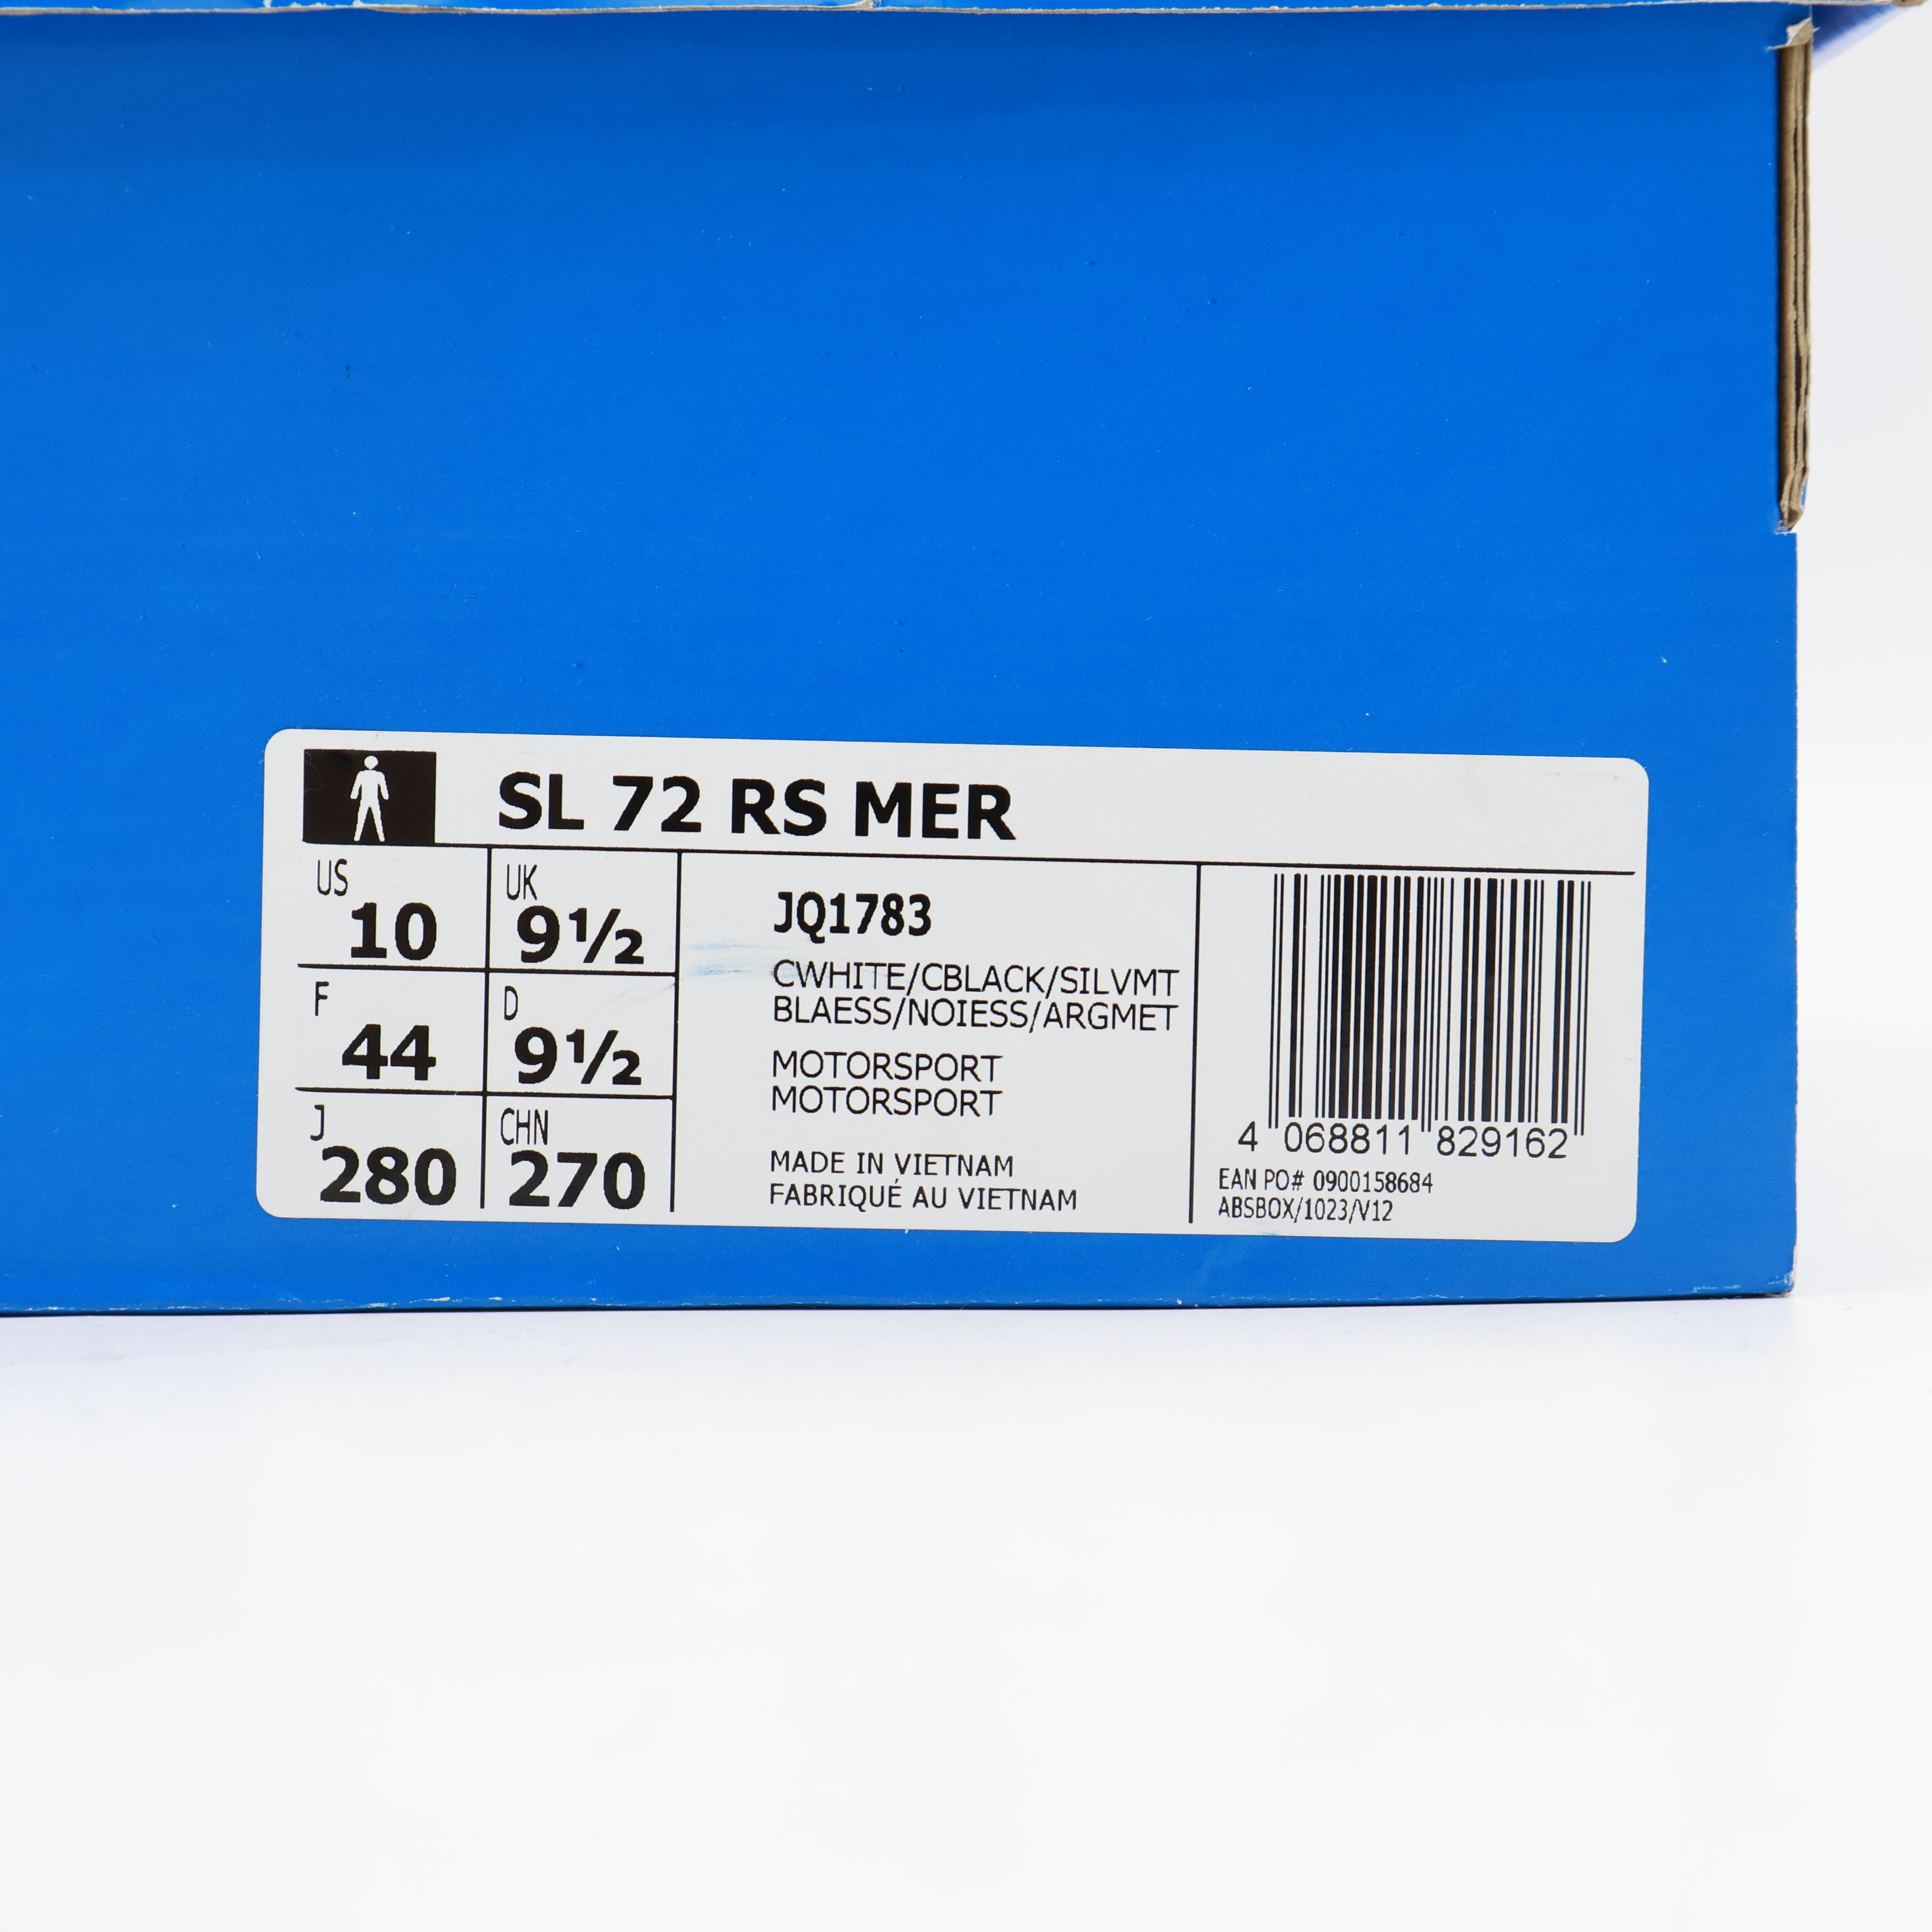 SL 72 RS MER
US
10
UK
9½
F
44
D
9½
J
280
CHN
270
JQ1783
CWHITE/CBLACK/SILVMT
BLAESS/NOIESS/ARGMET
MOTORSPORT
MOTORSPORT
MADE IN VIETNAM
FABRIQUÉ AU VIETNAM
4 068811 829162
EAN PO# 0900158684
ABSBOX/1023/V12